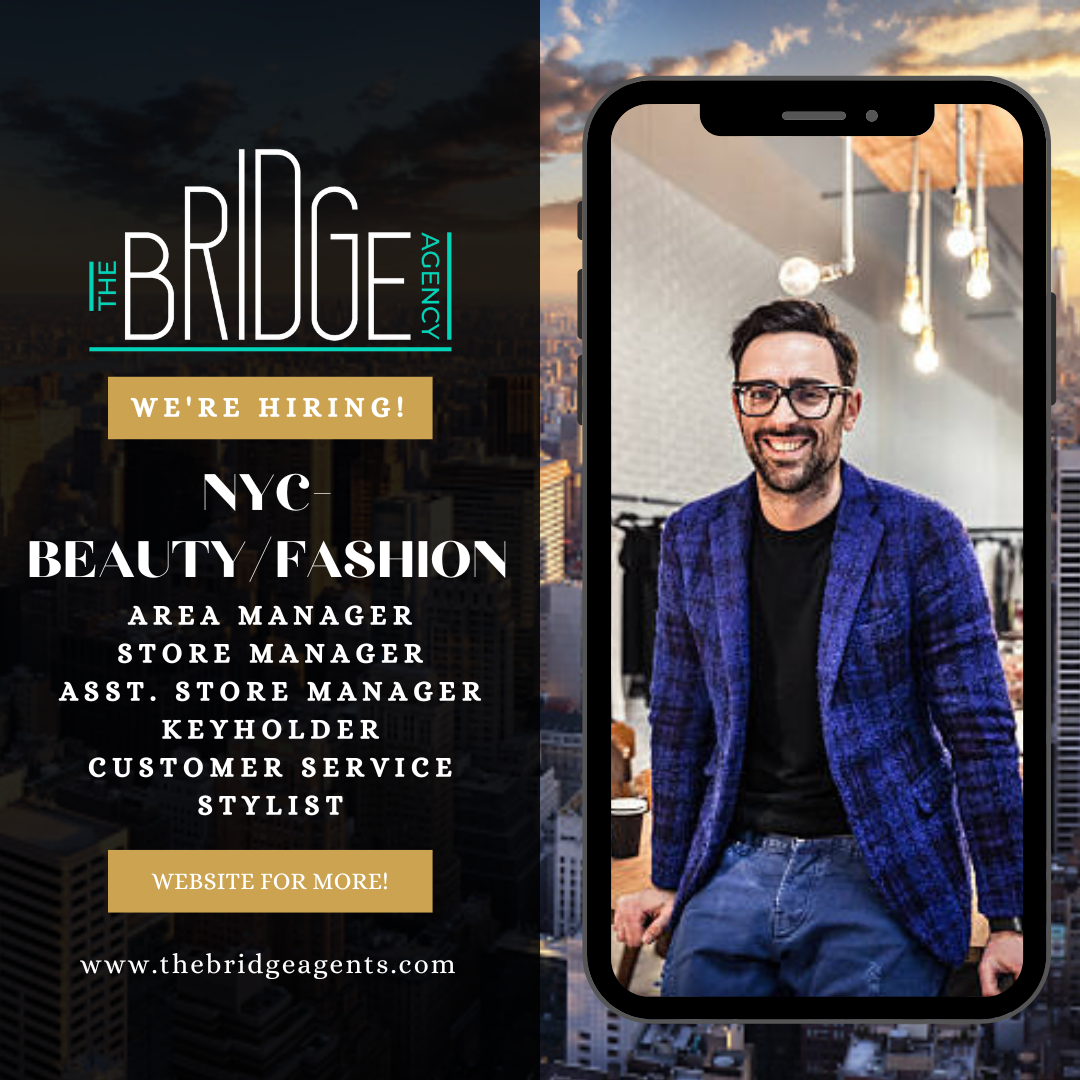 THE BRIDGE AGENCY
WE'RE HIRING!
NYC-
BEAUTY/FASHION
AREA MANAGER
STORE MANAGER
ASST. STORE MANAGER
KEYHOLDER
CUSTOMER SERVICE
STYLIST
WEBSITE FOR MORE!
www.thebridgeagents.com